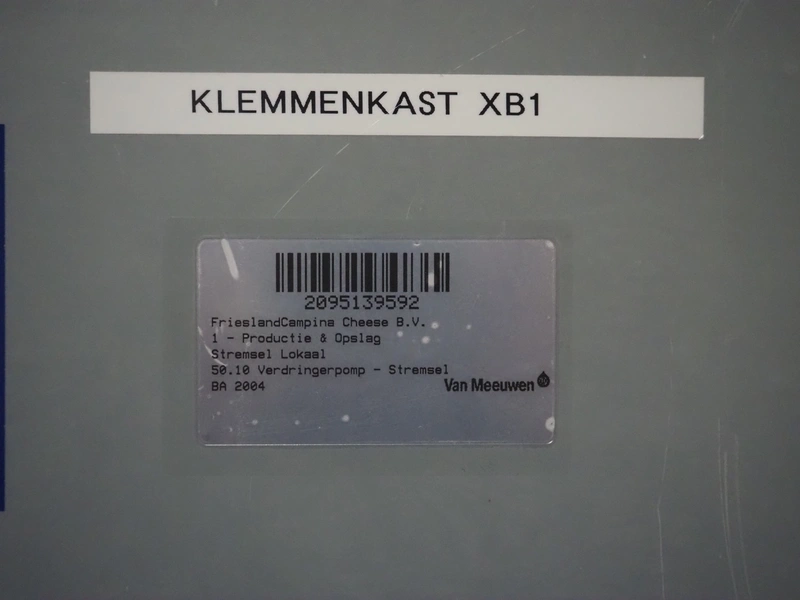 KLEMMENKAST XB1
2095139592
FrieslandCampina Cheese B.V.
1 - Productie & Opslag
Stremsel Lokaal
50.10 Verdringerpomp - Stremsel
BA 2004
Van Meeuwen